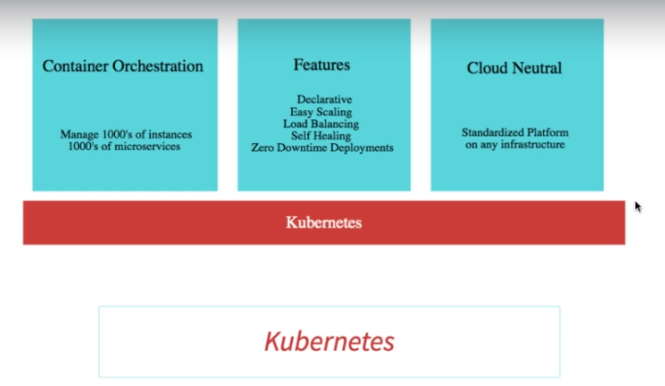 Container Orchestration
Manage 1000's of instances
1000's of microservices
Features
Declarative
Easy Scaling
Load Balancing
Self Healing
Zero Downtime Deployments
Cloud Neutral
Standardized Platform
on any infrastructure
Kubernetes
Kubernetes